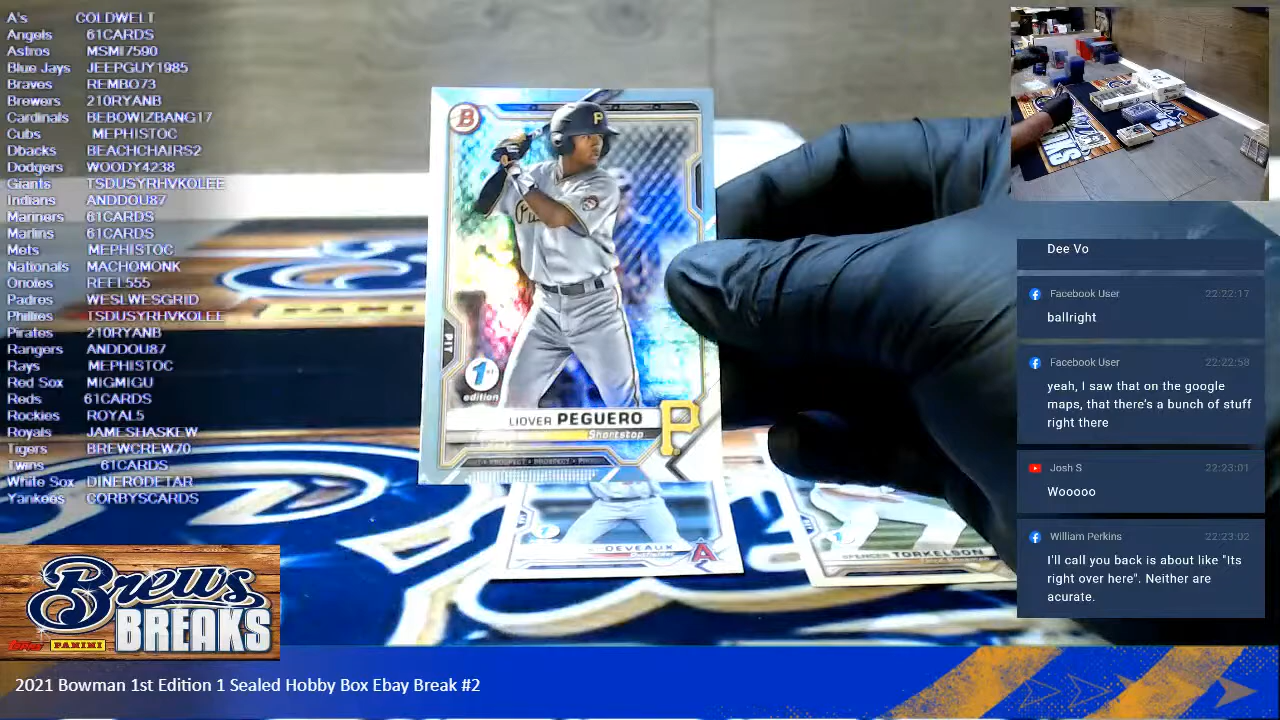 A's COLDWELT
Angels 61CARDS
Astros MSMI7590
Blue Jays JEEPGUY1985
Braves REMBO73
Brewers 210RYANB
Cardinals BEBOWIZBANG17
Cubs MEPHISTOC
Dbacks BEACHCHAIRS2
Dodgers WOODY4238
Giants TSDUSYRHVKOLEE
Indians ANDDOU87
Mariners 61CARDS
Marlins 61CARDS
Mets MEPHISTOC
Nationals MACHOMONK
Orioles REEL555
Padres WESLWESGRID
Phillies TSDUSYRHVKOLEE
Pirates 210RYANB
Rangers ANDDOU87
Rays MEPHISTOC
Red Sox MIGMIGU
Reds 61CARDS
Rockies ROYAL5
Royals JAMESHASKEW
Tigers BREWCREW70
Twins 61CARDS
White Sox DINERODETAR
Yankees CORBYSCARDS
B
P
PIT
1st
edition
LIOVER PEGUERO
Shortstop
P
DEVEAUX
A
SPENCER TORKELSON
Dee Vo
Facebook User 22:22:17
ballright
Facebook User 22:22:58
yeah, I saw that on the google
maps, that there's a bunch of stuff
right there
Josh S 22:23:01
Wooooo
William Perkins 22:23:02
I'll call you back is about like "Its
right over here". Neither are
acurate.
Brews
BREAKS
Topps PANINI
2021 Bowman 1st Edition 1 Sealed Hobby Box Ebay Break #2